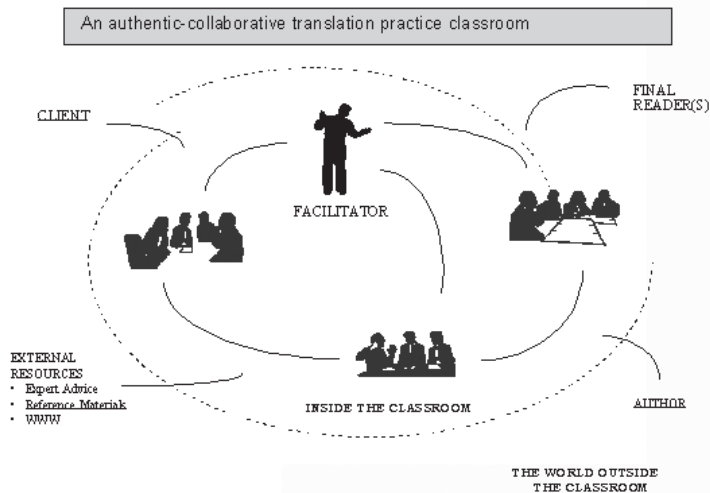 An authentic-collaborative translation practice classroom
CLIENT
FINAL
READER(S)
FACILITATOR
EXTERNAL
RESOURCES
• Expert Advice
• Reference Materials
• WWW
INSIDE THE CLASSROOM
AUTHOR
THE WORLD OUTSIDE
THE CLASSROOM